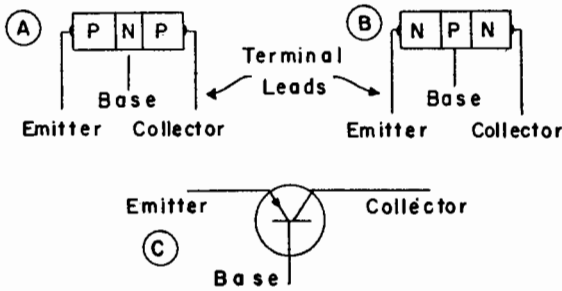 A
P N P
Base
Emitter Collector
Terminal
Leads
B
N P N
Base
Emitter Collector
Emitter Collector
C
Base